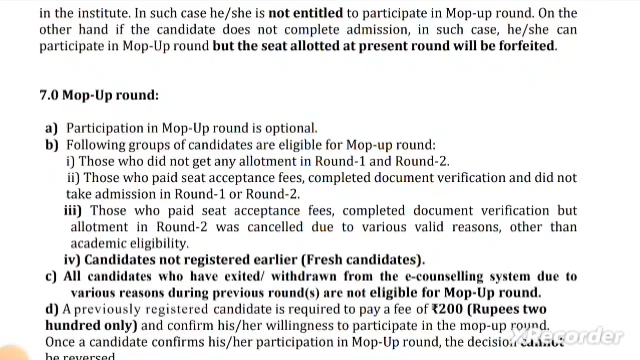 in the institute. In such case he/she is not entitled to participate in Mop-up round. On the
other hand if the candidate does not complete admission, in such case, he/she can
participate in Mop-Up round but the seat allotted at present round will be forfeited.
7.0 Mop-Up round:
a) Participation in Mop-Up round is optional.
b) Following groups of candidates are eligible for Mop-up round:
i) Those who did not get any allotment in Round-1 and Round-2.
ii) Those who paid seat acceptance fees, completed document verification and did not
take admission in Round-1 or Round-2.
iii) Those who paid seat acceptance fees, completed document verification but
allotment in Round-2 was cancelled due to various valid reasons, other than
academic eligibility.
iv) Candidates not registered earlier (Fresh candidates).
c) All candidates who have exited/ withdrawn from the e-counselling system due to
various reasons during previous round(s) are not eligible for Mop-Up round.
d) A previously registered candidate is required to pay a fee of ₹200 (Rupees two
hundred only) and confirm his/her willingness to participate in the mop-up round.
Once a candidate confirms his/her participation in Mop-Up round, the decision cannot
be reversed
XRecorder